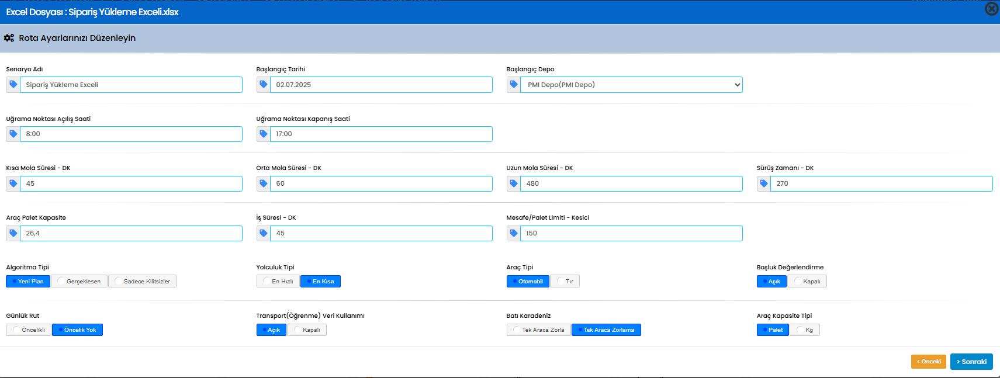 Excel Dosyası : Sipariş Yükleme Exceli.xlsx
Rota Ayarlarınızı Düzenleyin
Senaryo Adı Başlangıç Tarihi Başlangıç Depo
Sipariş Yükleme Exceli 02.07.2025 PMI Depo(PMI Depo)
Uğrama Noktası Açılış Saati Uğrama Noktası Kapanış Saati
8:00 17:00
Kısa Mola Süresi - DK Orta Mola Süresi - DK Uzun Mola Süresi - DK Sürüş Zamanı - DK
45 60 480 270
Araç Palet Kapasite İş Süresi - DK Mesafe/Palet Limiti - Kesici
26,4 45 150
Algoritma Tipi Yolculuk Tipi Araç Tipi Boşluk Değerlendirme
Yeni Plan Gerçeklesen Sadece Kilitsizler En Hızlı En Kısa Otomobil Tır Açık Kapalı
Günlük Rut Transport(Öğrenme) Veri Kullanımı Batı Karadeniz Araç Kapasite Tipi
Öncelikli Öncelik Yok Açık Kapalı Tek Araca Zorla Tek Araca Zorlama Palet Kg
< Önceki > Sonraki